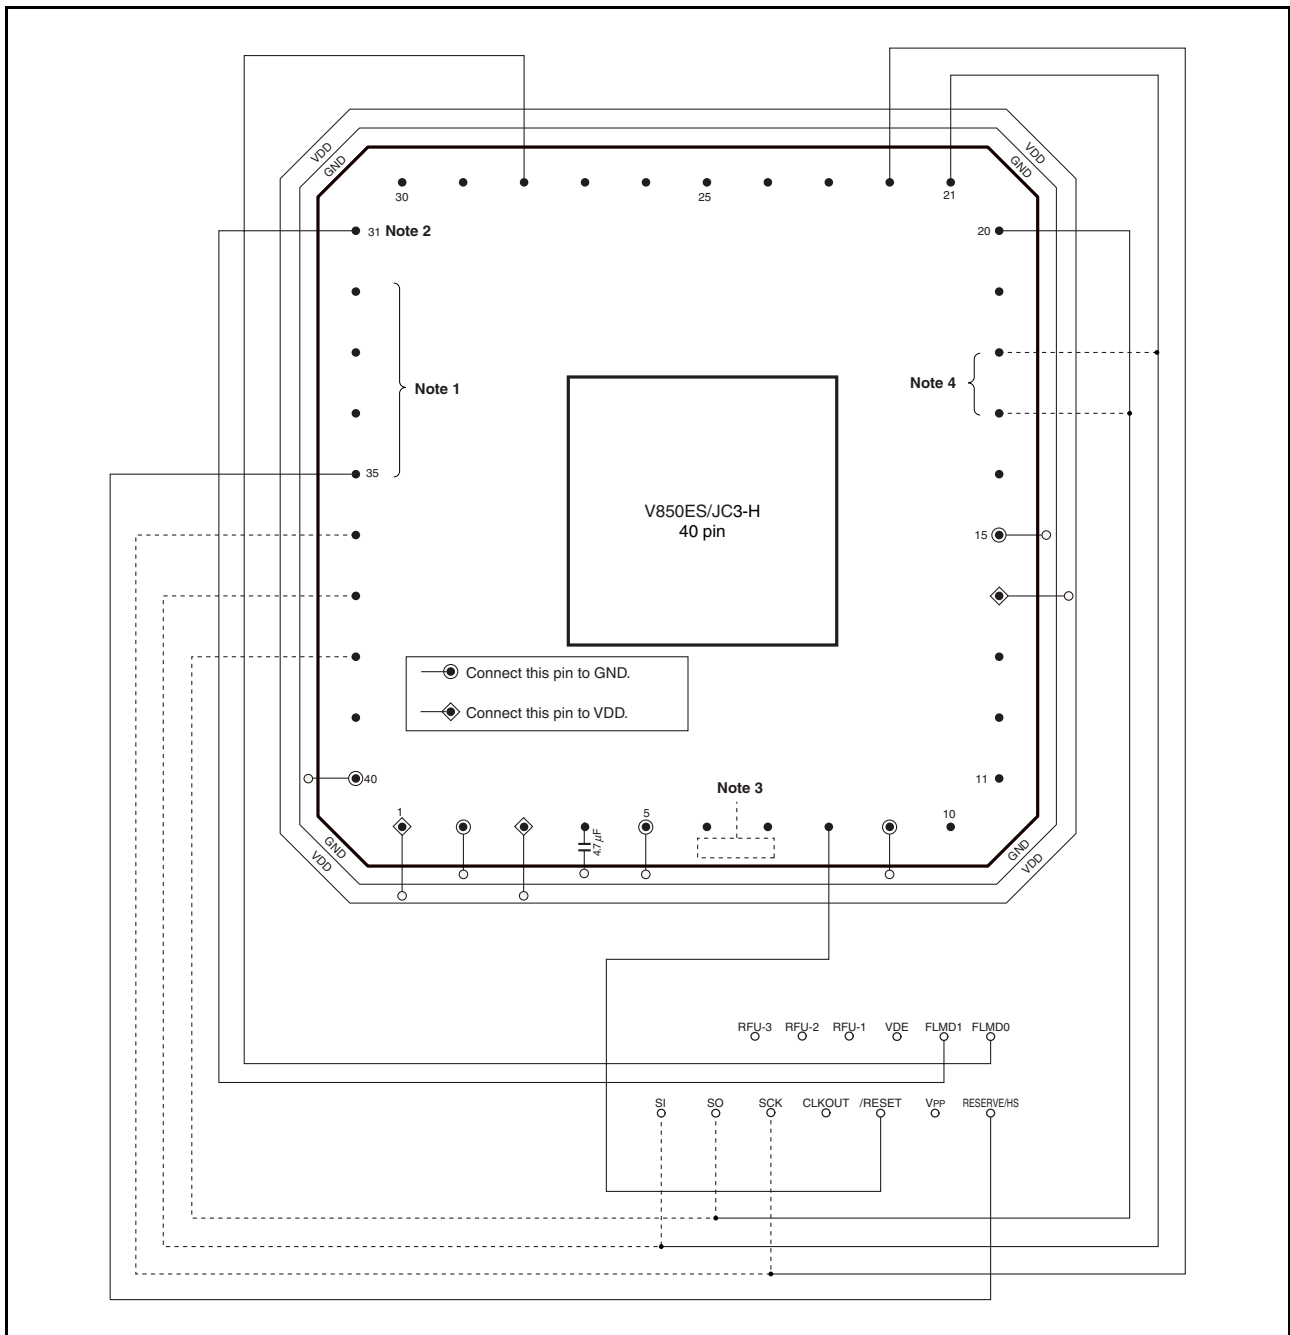 VDD
GND
VDD
GND
30
25
21
31 Note 2
20
Note 1
Note 4
35
V850ES/JC3-H
40 pin
15
Connect this pin to GND.
Connect this pin to VDD.
40
11
Note 3
1
5
10
4.7 μF
GND
VDD
GND
VDD
RFU-3 RFU-2 RFU-1 VDE FLMD1 FLMD0
SI SO SCK CLKOUT /RESET VPP RESERVE/HS